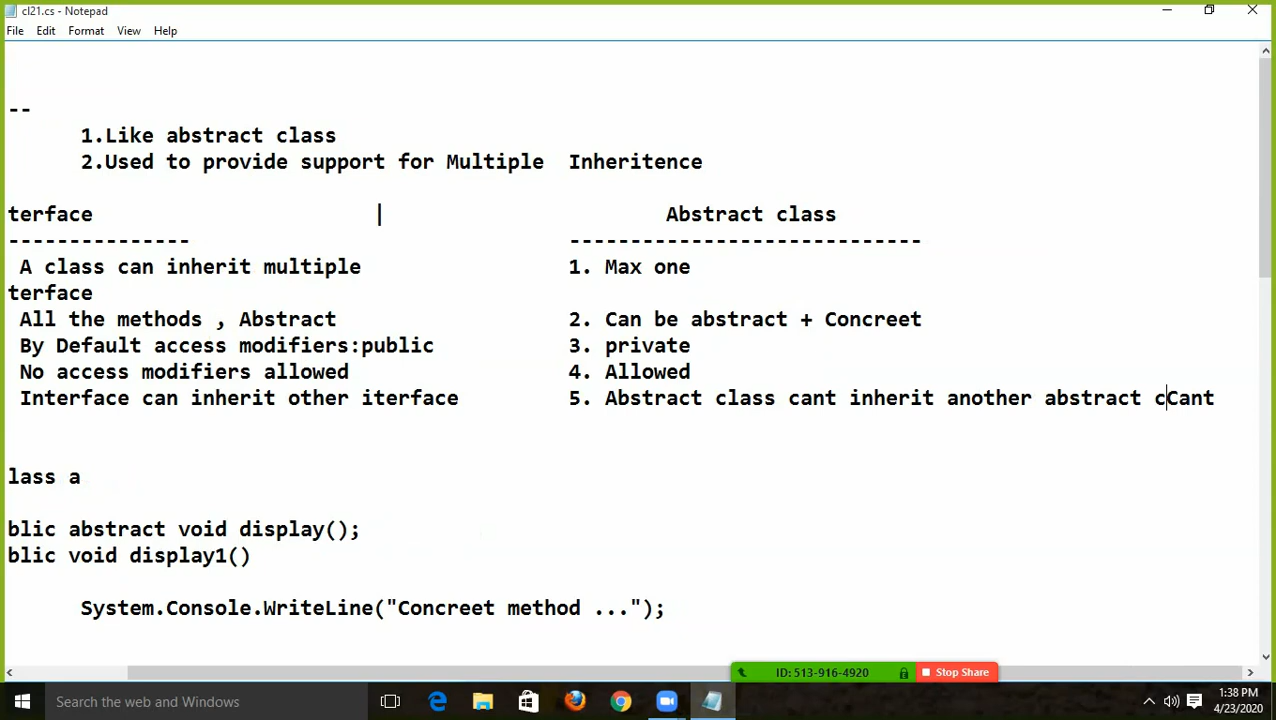 cl21.cs - Notepad
File Edit Format View Help
--
1.Like abstract class
2.Used to provide support for Multiple  Inheritence
terface | Abstract class
--------------- -----------------------------
A class can inherit multiple 1. Max one
terface
All the methods , Abstract 2. Can be abstract + Concreet
By Default access modifiers:public 3. private
No access modifiers allowed 4. Allowed
Interface can inherit other iterface 5. Abstract class cant inherit another abstract cCant
lass a
blic abstract void display();
blic void display1()
System.Console.WriteLine("Concreet method ...");
ID: 513-916-4920 Stop Share
Search the web and Windows 1:38 PM
4/23/2020